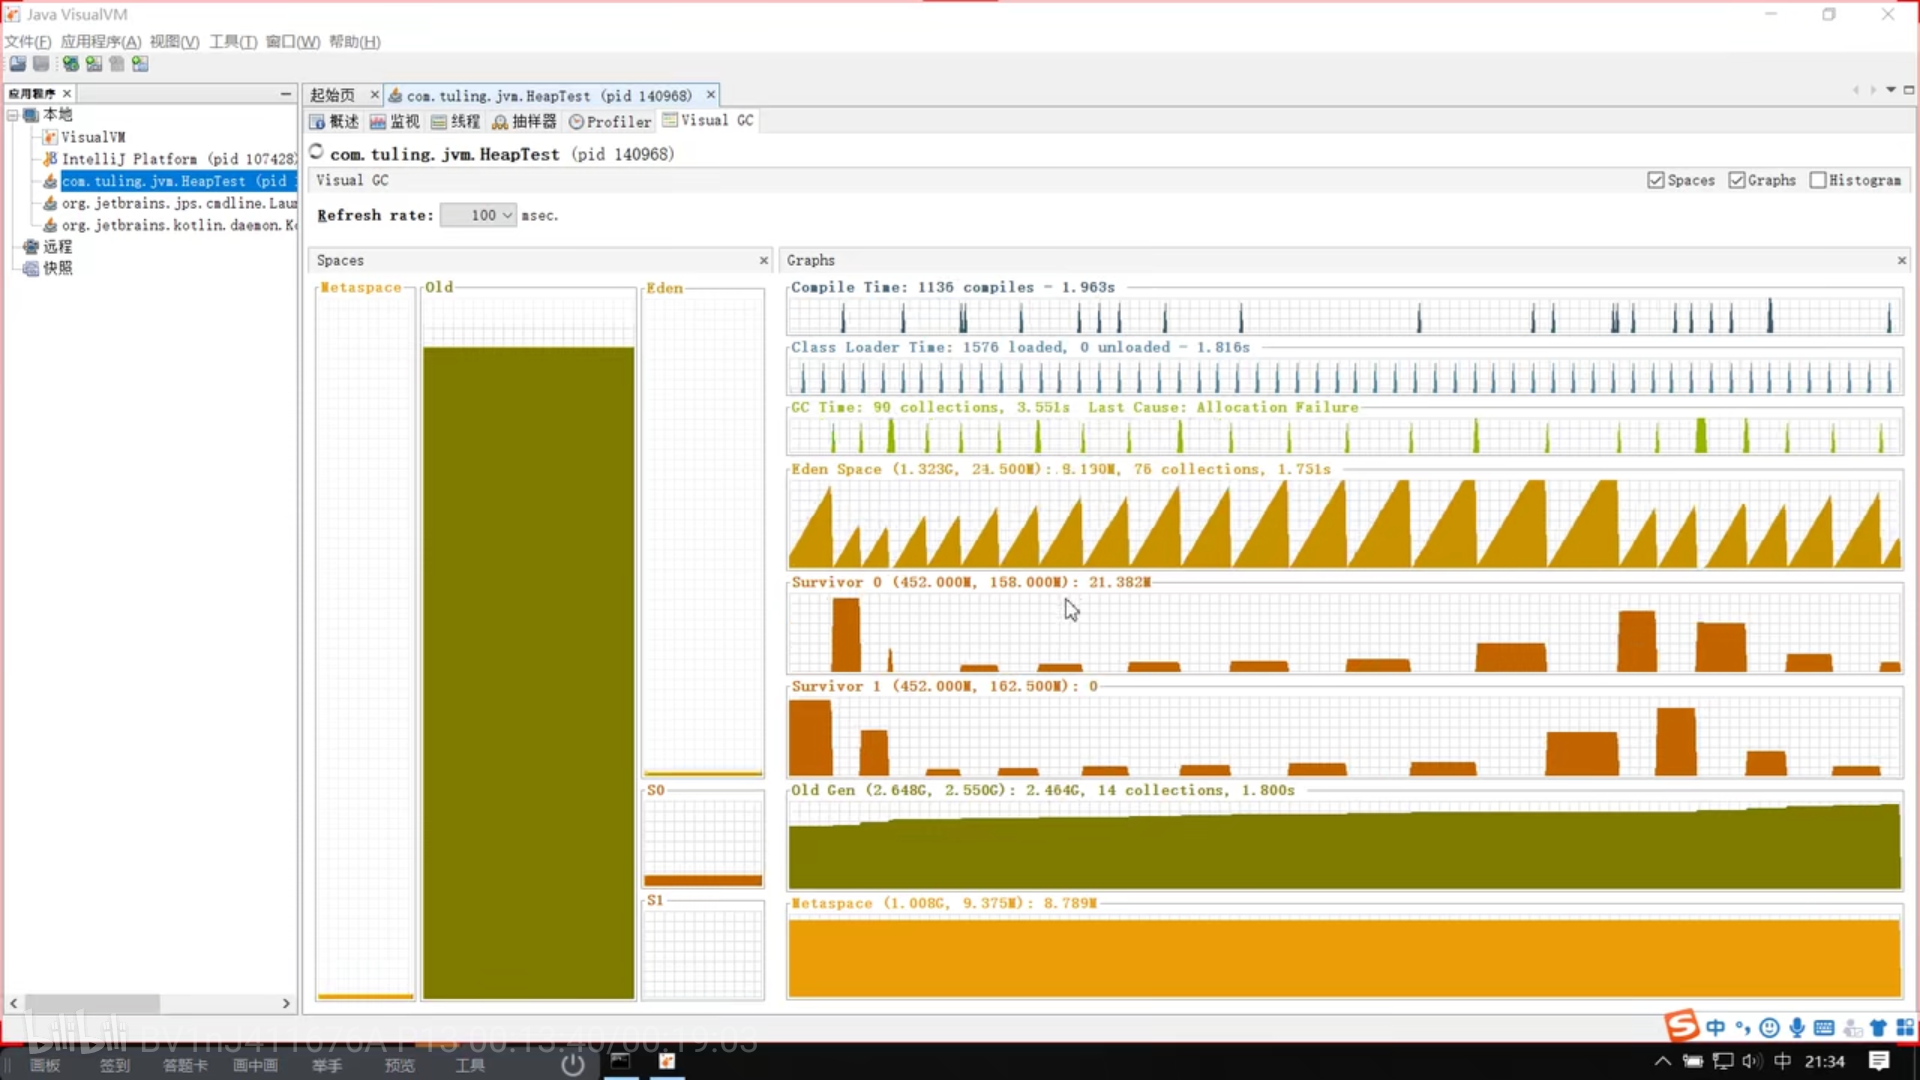 Java VisualVM
文件(F) 应用程序(A) 视图(V) 工具(T) 窗口(W) 帮助(H)
应用程序
本地
VisualVM
IntelliJ Platform (pid 107428)
com.tuling.jvm.HeapTest (pid
org.jetbrains.jps.cmdline.Lau
org.jetbrains.kotlin.daemon.K
远程
快照
起始页
com.tuling.jvm.HeapTest (pid 140968)
概述 监视 线程 抽样器 Profiler Visual GC
com.tuling.jvm.HeapTest (pid 140968)
Visual GC
Spaces Graphs Histogram
Refresh rate: 100 msec.
Spaces
Metaspace
Old
Eden
S0
S1
Graphs
Compile Time: 1136 compiles - 1.963s
Class Loader Time: 1576 loaded, 0 unloaded - 1.816s
GC Time: 90 collections, 3.551s Last Cause: Allocation Failure
Eden Space (1.323G, .500M): .190M, 76 collections, 1.751s
Survivor 0 (452.000M, 158.000M): 21.382M
Survivor 1 (452.000M, 162.500M): 0
Old Gen (2.648G, 2.550G): 2.464G, 14 collections, 1.800s
Metaspace (1.008G, 9.375M): 8.789M
bilibili
中
画板 签到 答题卡 画中画 举手 预览 工具
中 21:34